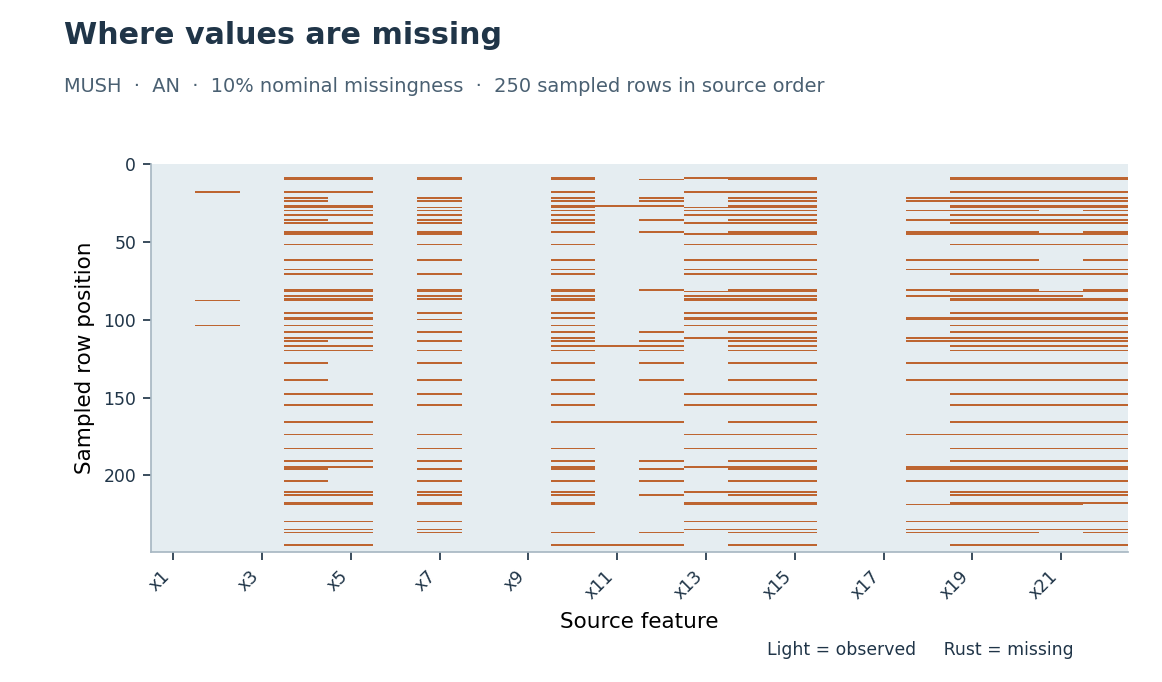 Where values are missing
MUSH · AN · 10% nominal missingness · 250 sampled rows in source order
0
50
100
150
200
Sampled row position
x1 x3 x5 x7 x9 x11 x13 x15 x17 x19 x21
Source feature
Light = observed Rust = missing